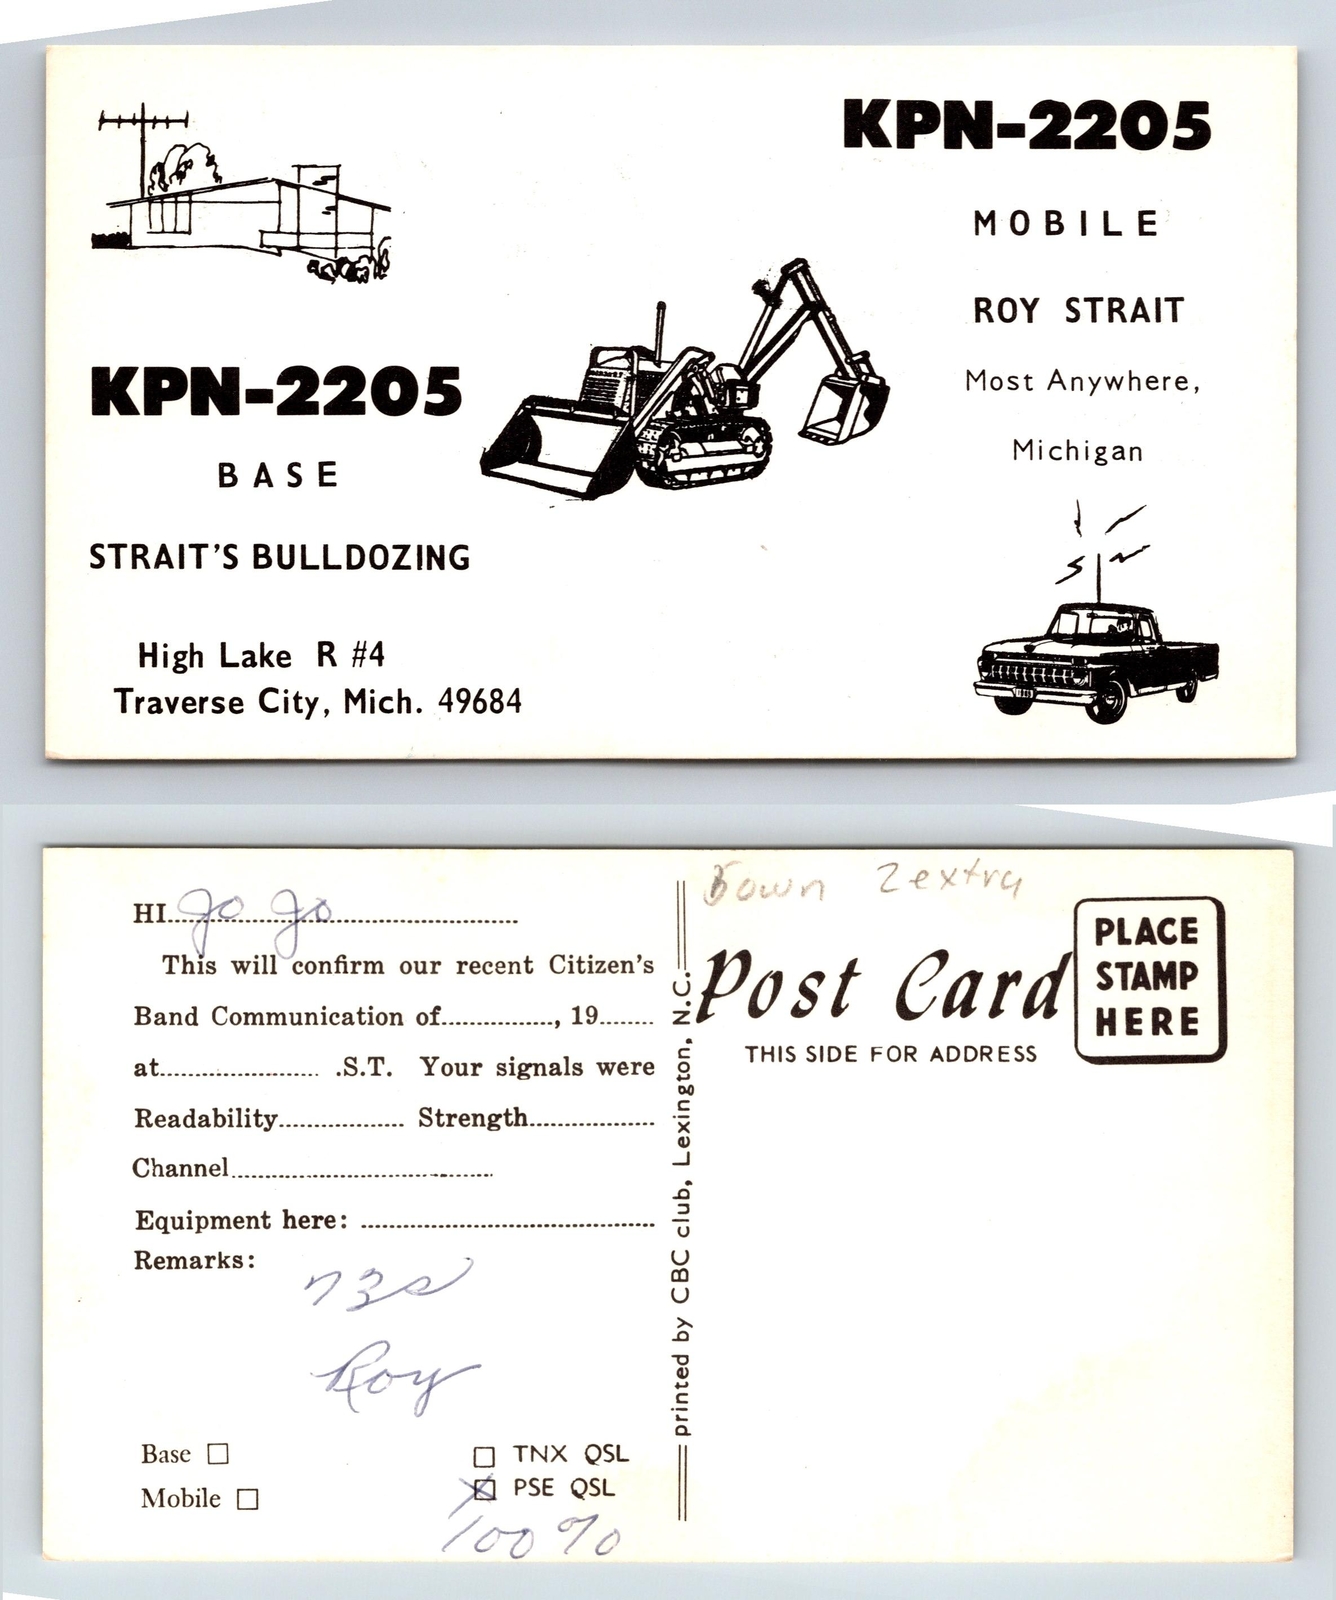 KPN-2205
MOBILE
ROY STRAIT
Most Anywhere,
Michigan
KPN-2205
BASE
STRAIT'S BULLDOZING
High Lake R #4
Traverse City, Mich. 49684
HI Jo Jo
This will confirm our recent Citizen's
Band Communication of..............., 19.......
at.................... .S.T. Your signals were
Readability................. Strength.................
Channel..................................
Equipment here: ........................................
Remarks:
73s
Roy
Base ☐
Mobile ☐
☐ TNX QSL
☒ PSE QSL
100%
printed by CBC club, Lexington, N.C.
2 extra
Post Card
THIS SIDE FOR ADDRESS
PLACE
STAMP
HERE